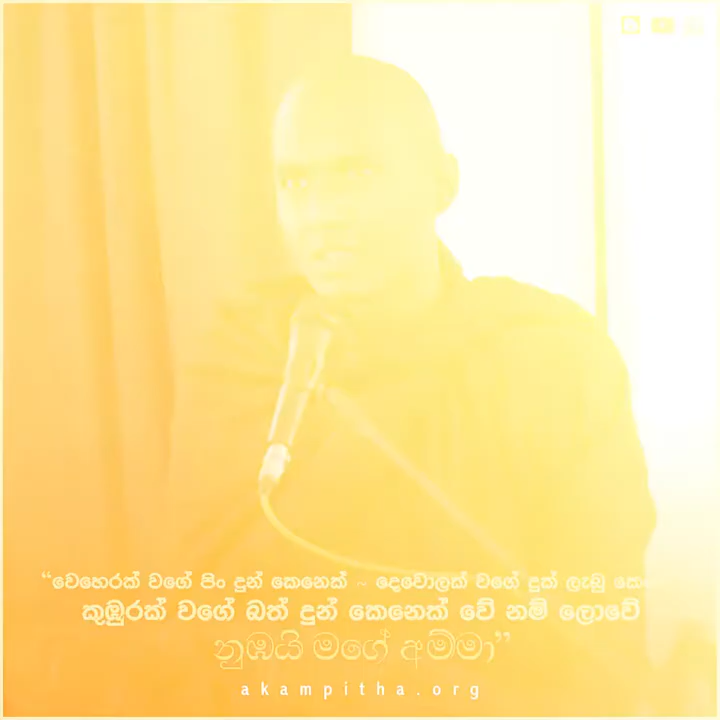 “වෙහෙරක් වගේ පිං දුන් කෙනෙක් ~ දෙවොලක් වගේ දුක් ලැබු
කුඹුරක් වගේ බත් දුන් කෙනෙක් වේ නම් ලොවේ
නුඹයි මගේ අම්මා”
akampitha.org